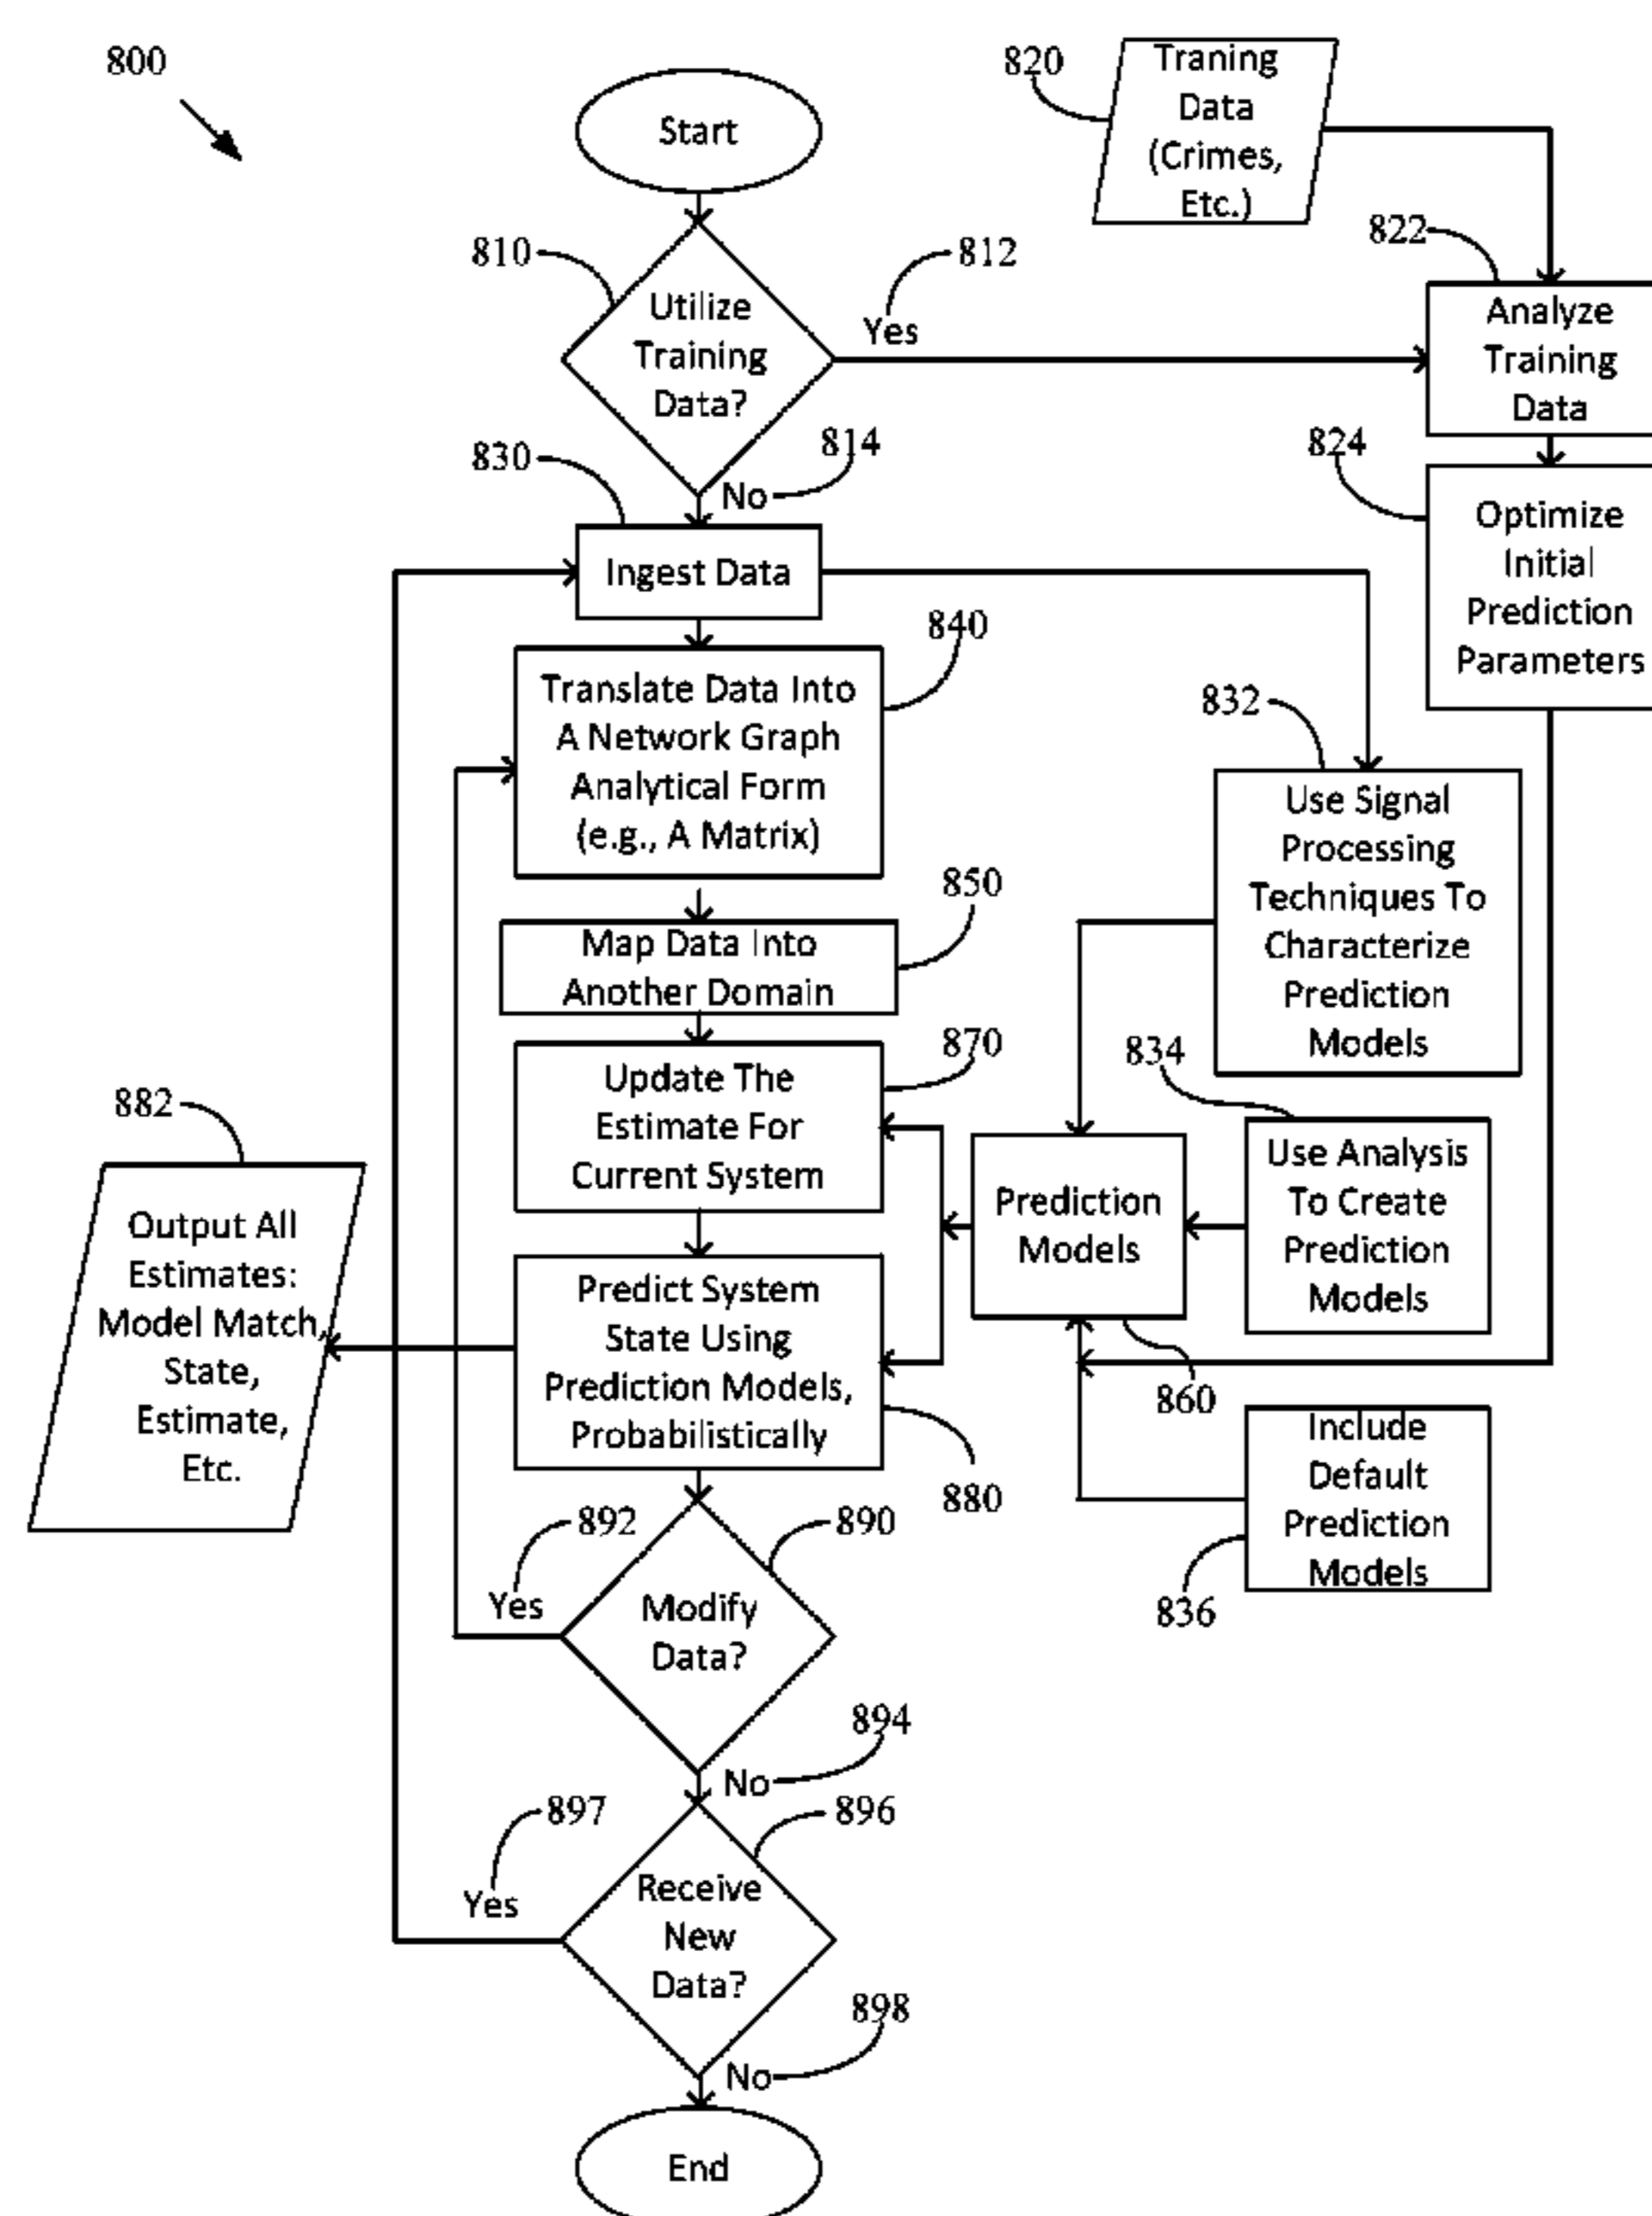 800
820
Traning
Data
(Crimes,
Etc.)
Start
810
812
822
Utilize
Training
Data?
Yes
Analyze
Training
Data
830
814
824
No
Optimize
Initial
Prediction
Parameters
Ingest Data
840
Translate Data Into
A Network Graph
Analytical Form
(e.g., A Matrix)
832
Use Signal
Processing
Techniques To
Characterize
Prediction
Models
850
Map Data Into
Another Domain
870
834
Update The
Estimate For
Current System
882
Prediction
Models
Use Analysis
To Create
Prediction
Models
Output All
Estimates:
Model Match,
State,
Estimate,
Etc.
Predict System
State Using
Prediction Models,
Probabilistically
860
880
Include
Default
Prediction
Models
836
892
890
Yes
Modify
Data?
894
No
897
896
Yes
Receive
New
Data?
898
No
End